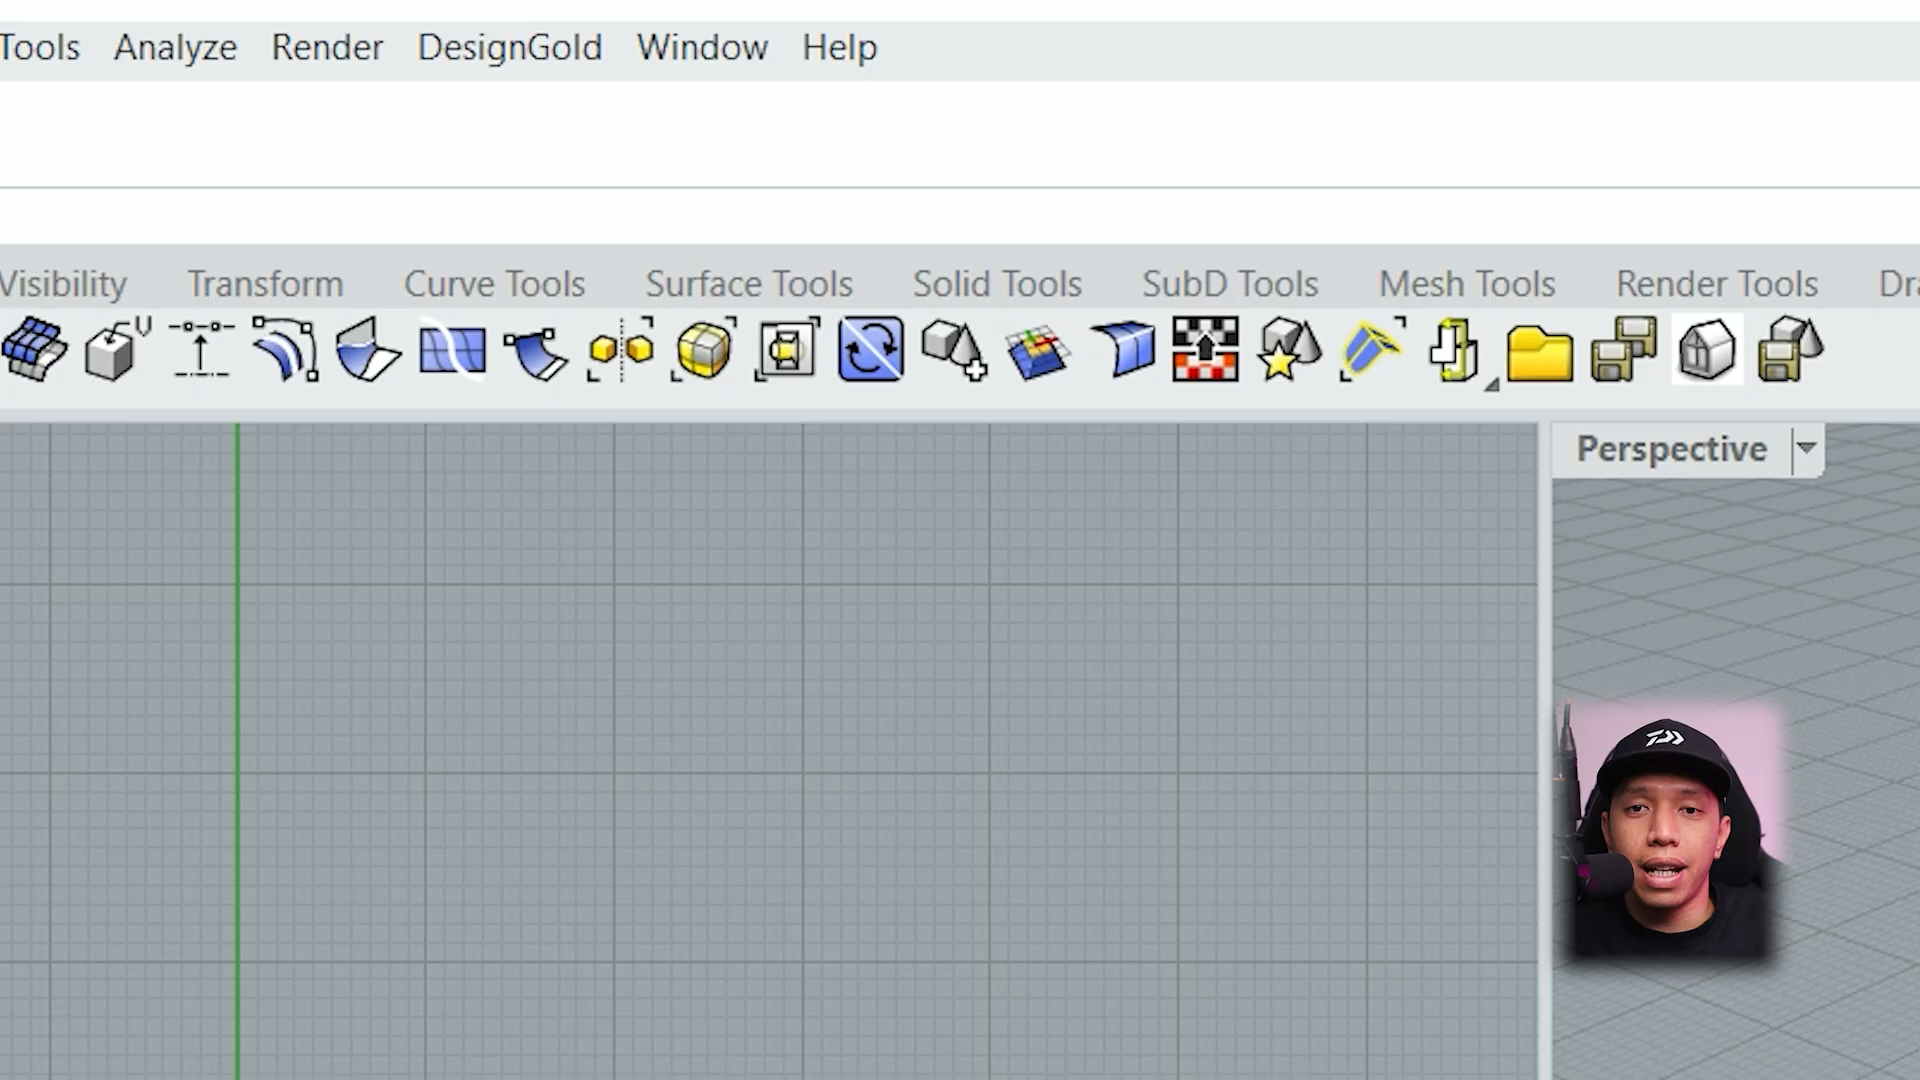 Tools Analyze Render DesignGold Window Help
Visibility Transform Curve Tools Surface Tools Solid Tools SubD Tools Mesh Tools Render Tools Dra
Perspective